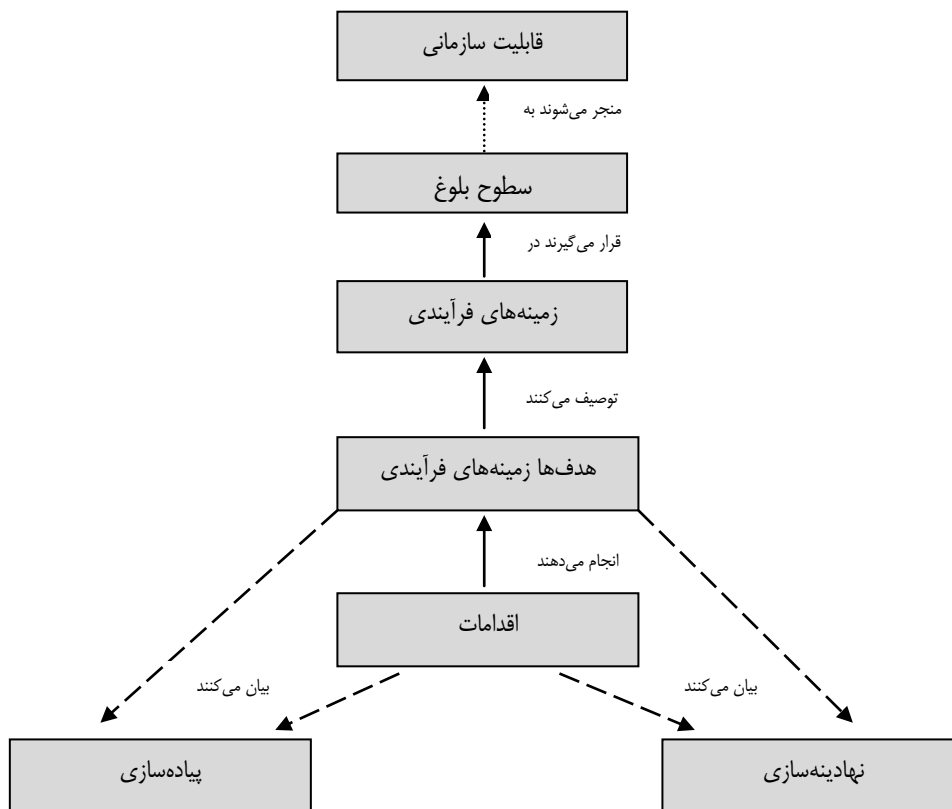 قابلیت سازمانی
منجر می‌شوند به
سطوح بلوغ
قرار می‌گیرند در
زمینه‌های فرآیندی
توصیف می‌کنند
هدف‌ها زمینه‌های فرآیندی
انجام می‌دهند
اقدامات
بیان می‌کنند
بیان می‌کنند
نهادینه‌سازی
پیاده‌سازی